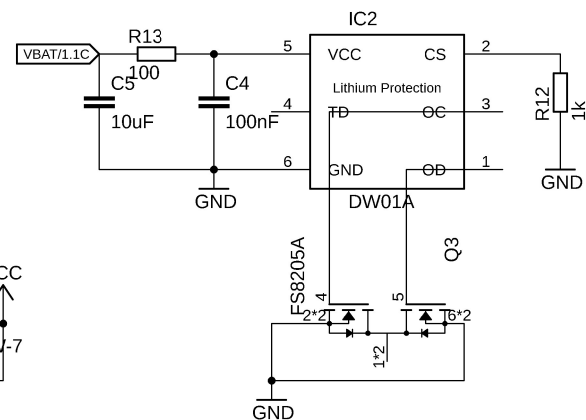 IC2
R13
VBAT/1.1C
100
5
VCC
CS
2
C5
C4
Lithium Protection
R12
1k
4
TD
OC
3
10uF
100nF
6
GND
OD
1
GND
GND
DW01A
FS8205A
Q3
CC
4
5
2*2
6*2
1*2
V-7
GND